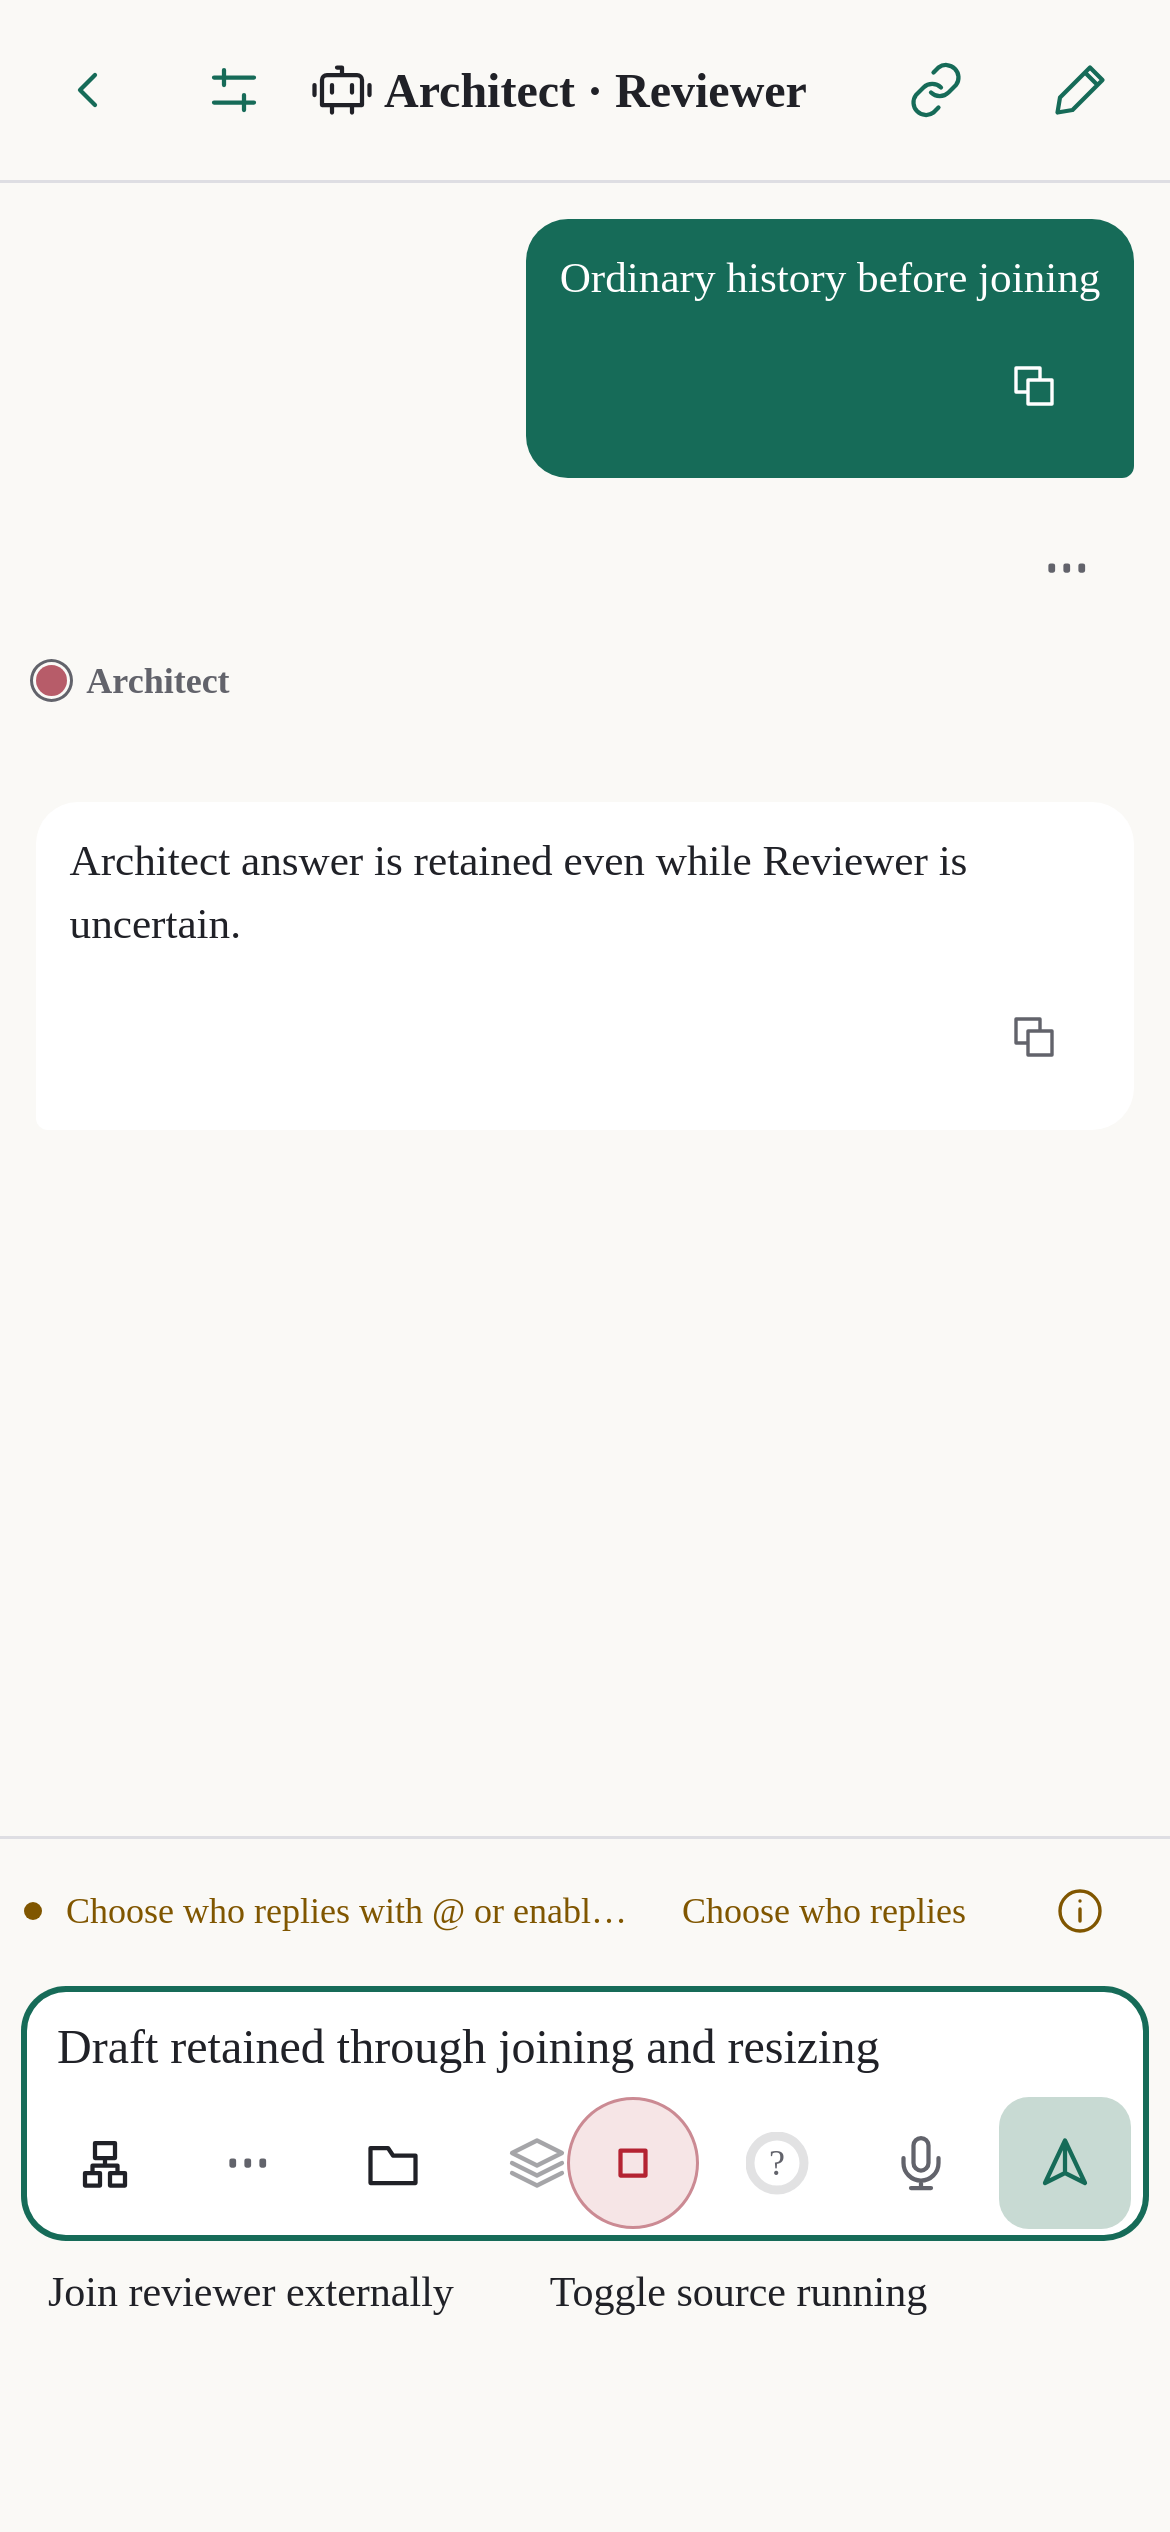 Architect · Reviewer
Ordinary history before joining
Architect
Architect answer is retained even while Reviewer is
uncertain.
Choose who replies with @ or enabl… Choose who replies
Draft retained through joining and resizing
?
Join reviewer externally Toggle source running